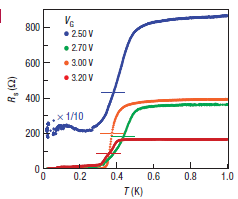 V_G
2.50 V
2.70 V
3.00 V
3.20 V
× 1/10
R_s (Ω)
800
600
400
200
0
0
0.2
0.4
0.6
0.8
1.0
T (K)